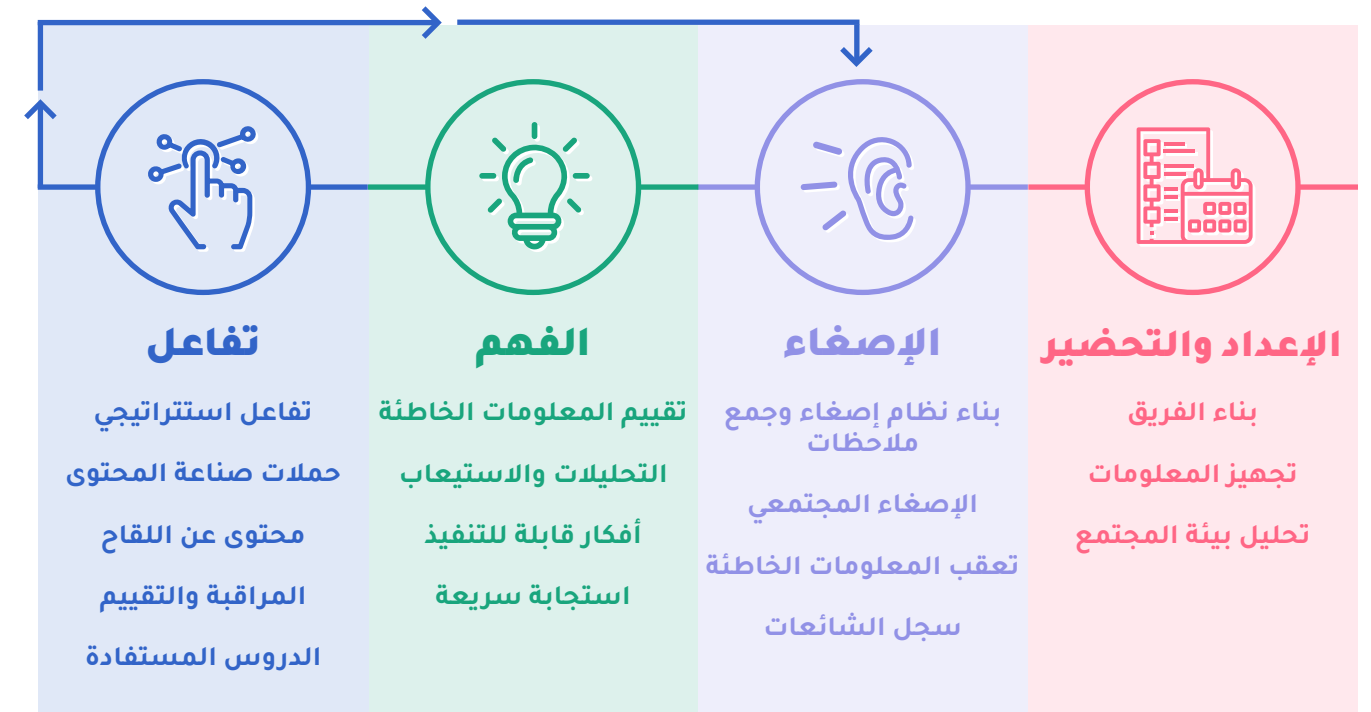 الإعداد والتحضير
بناء الفريق
تجهيز المعلومات
تحليل بيئة المجتمع
الإصغاء
بناء نظام إصغاء وجمع
ملاحظات
الإصغاء المجتمعي
تعقب المعلومات الخاطئة
سجل الشائعات
الفهم
تقييم المعلومات الخاطئة
التحليلات والاستيعاب
أفكار قابلة للتنفيذ
استجابة سريعة
تفاعل
تفاعل استتراتيجي
حملات صناعة المحتوى
محتوى عن اللقاح
المراقبة والتقييم
الدروس المستفادة